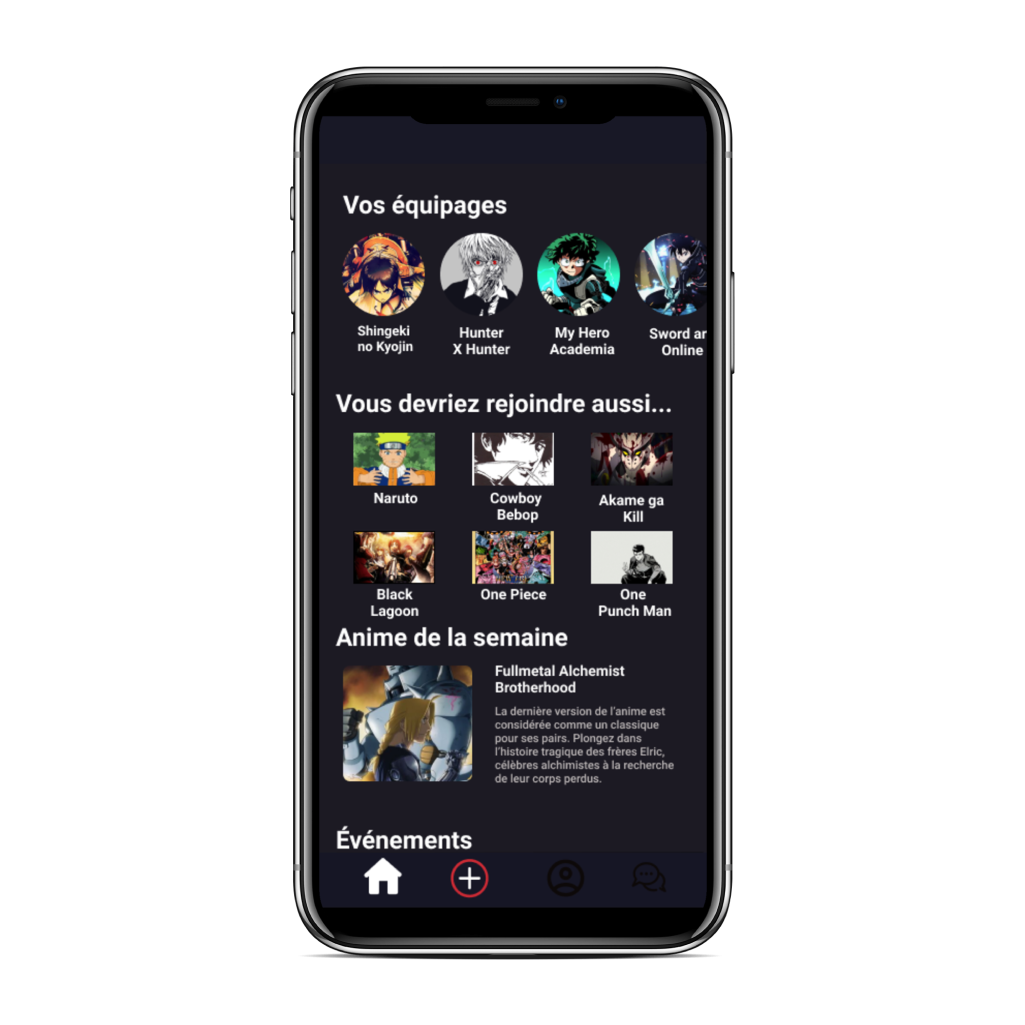 Vos équipages
Shingeki
no Kyojin
Hunter
X Hunter
My Hero
Academia
Sword ar
Online
Vous devriez rejoindre aussi...
Naruto
Cowboy
Bebop
Akame ga
Kill
Black
Lagoon
One Piece
One
Punch Man
Anime de la semaine
Fullmetal Alchemist
Brotherhood
La dernière version de l'anime est
considérée comme un classique
pour ses pairs. Plongez dans
l'histoire tragique des frères Elric,
célèbres alchimistes à la recherche
de leur corps perdus.
Événements